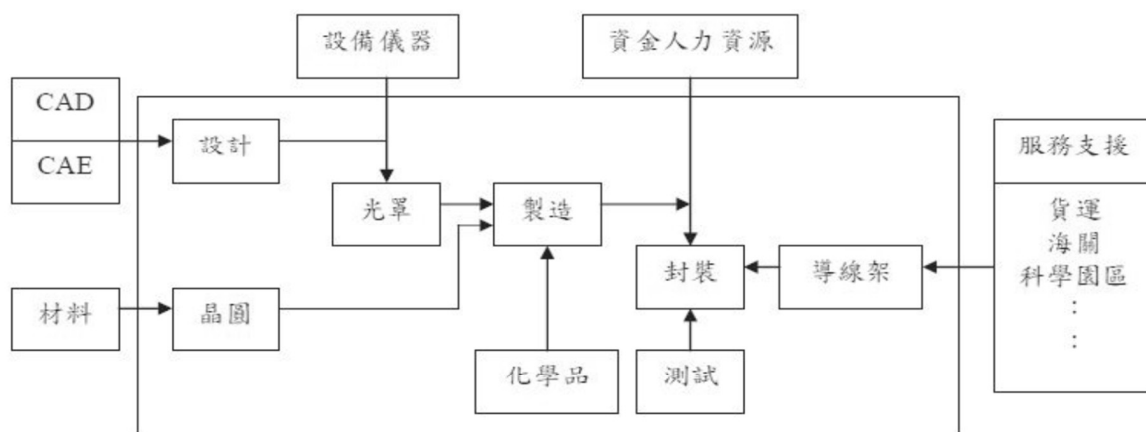 設備儀器
資金人力資源
CAD
CAE
設計
服務支援
光罩
製造
貨運
海關
科學園區
:
:
封裝
導線架
材料
晶圓
化學品
測試